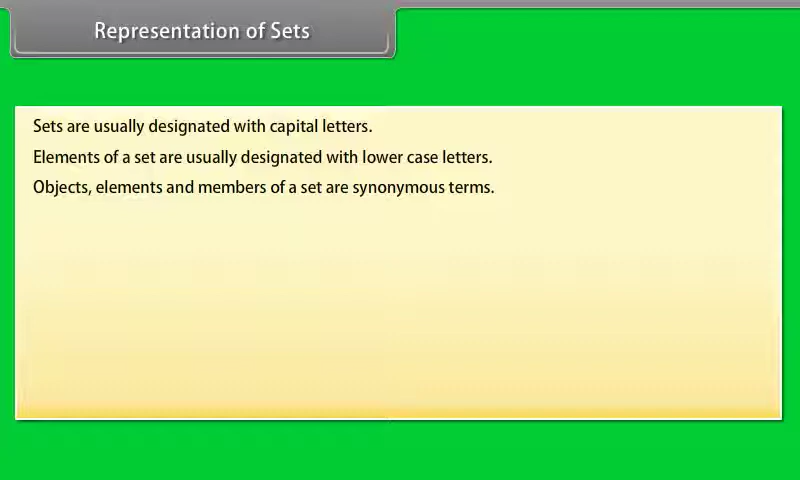 Representation of Sets
Sets are usually designated with capital letters.
Elements of a set are usually designated with lower case letters.
Objects, elements and members of a set are synonymous terms.